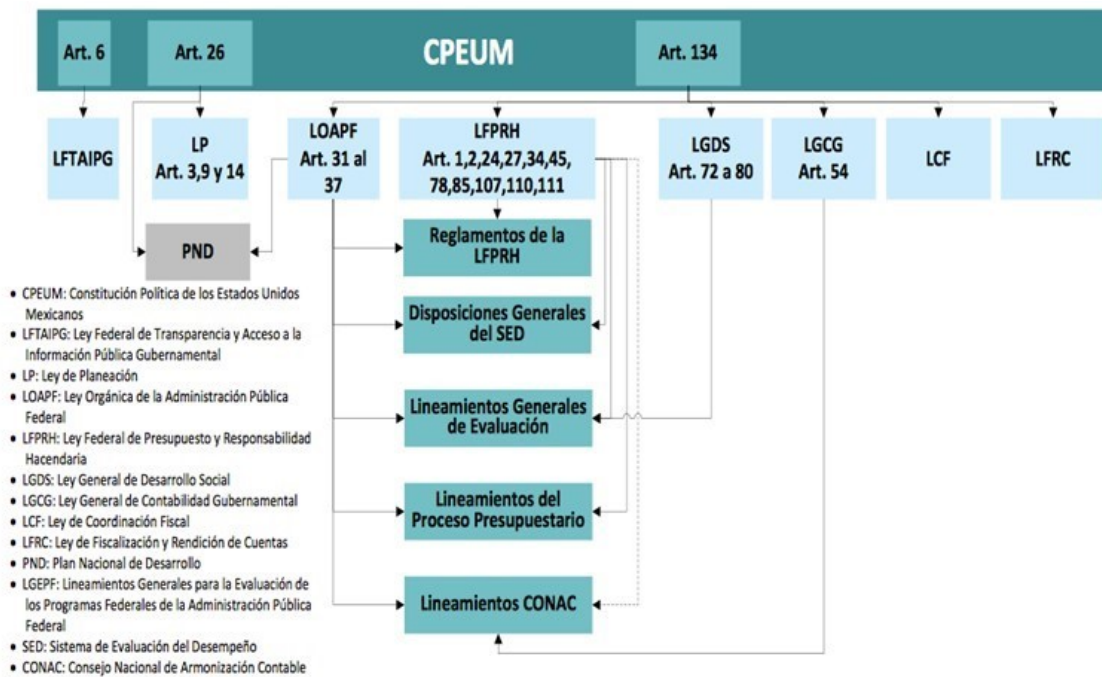 Art. 6
Art. 26
CPEUM
Art. 134
LFTAIPG
LP
Art. 3,9 y 14
LOAPF
Art. 31 al
37
LFPRH
Art. 1,2,24,27,34,45,
78,85,107,110,111
LGDS
Art. 72 a 80
LGCG
Art. 54
LCF
LFRC
PND
Reglamentos de la
LFPRH
Disposiciones Generales
del SED
Lineamientos Generales
de Evaluación
Lineamientos del
Proceso Presupuestario
Lineamientos CONAC
• CPEUM: Constitución Política de los Estados Unidos
Mexicanos
• LFTAIPG: Ley Federal de Transparencia y Acceso a la
Información Pública Gubernamental
• LP: Ley de Planeación
• LOAPF: Ley Orgánica de la Administración Pública
Federal
• LFPRH: Ley Federal de Presupuesto y Responsabilidad
Hacendaria
• LGDS: Ley General de Desarrollo Social
• LGCG: Ley General de Contabilidad Gubernamental
• LCF: Ley de Coordinación Fiscal
• LFRC: Ley de Fiscalización y Rendición de Cuentas
• PND: Plan Nacional de Desarrollo
• LGEPF: Lineamientos Generales para la Evaluación de
los Programas Federales de la Administración Pública
Federal
• SED: Sistema de Evaluación del Desempeño
• CONAC: Consejo Nacional de Armonización Contable